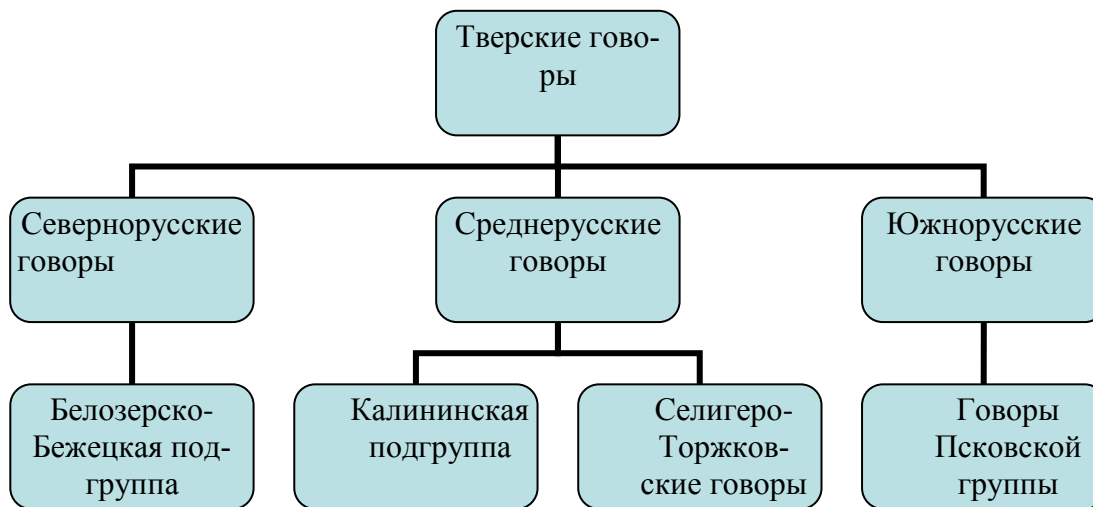 Тверские гово-
ры
Севернорусские
говоры
Среднерусские
говоры
Южнорусские
говоры
Белозерско-
Бежецкая под-
группа
Калининская
подгруппа
Селигеро-
Торжков-
ские говоры
Говоры
Псковской
группы